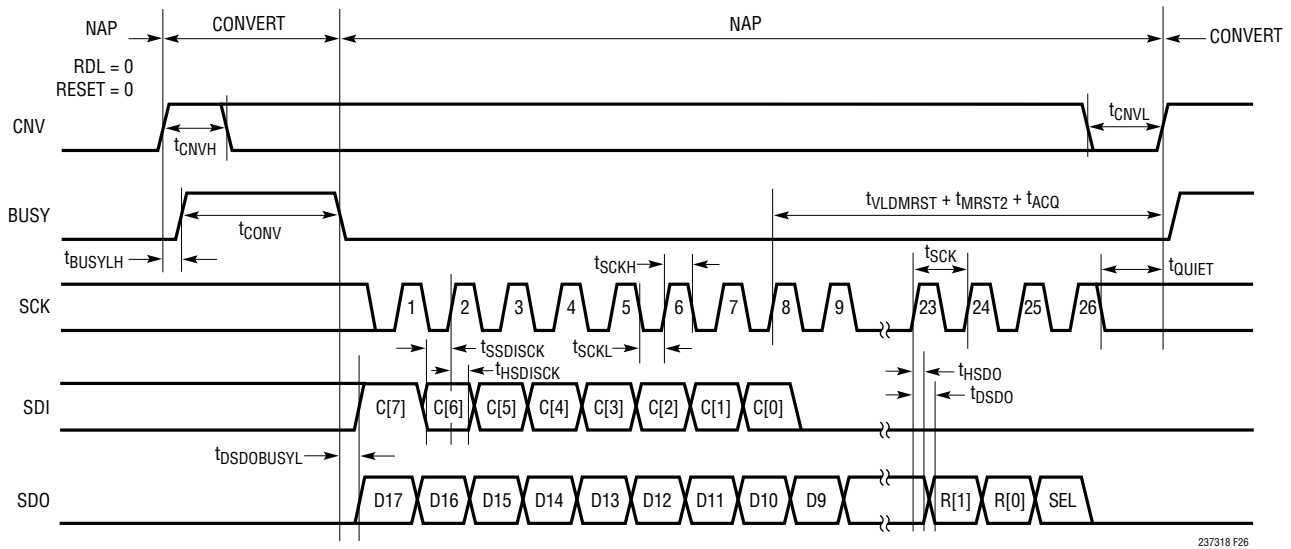 NAP CONVERT NAP CONVERT
RDL = 0
RESET = 0
CNV
tCNVH
tCNVL
BUSY
tCONV
tVLDMRST + tMRST2 + tACQ
tBUSYLH
tSCKH
tSCK
tQUIET
SCK
1 2 3 4 5 6 7 8 9 23 24 25 26
tSSDISCK
tSCKL
tHSDISCK
tHSDO
tDSDO
SDI
C[7] C[6] C[5] C[4] C[3] C[2] C[1] C[0]
tDSDOBUSYL
SDO
D17 D16 D15 D14 D13 D12 D11 D10 D9 R[1] R[0] SEL
237318 F26